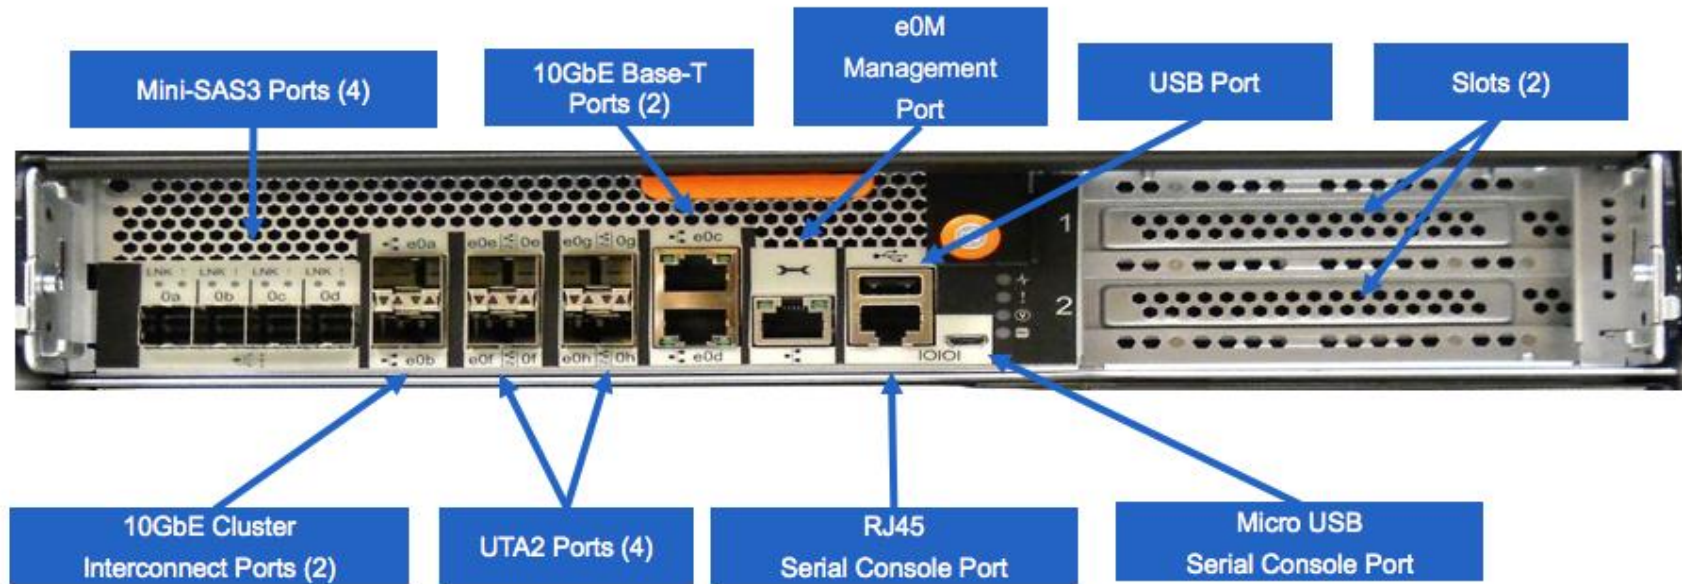 e0M
Management
Port
Mini-SAS3 Ports (4)
10GbE Base-T
Ports (2)
USB Port
Slots (2)
e0a
e0e 0e
e0g 0g
e0c
1
LNK ! LNK ! LNK ! LNK !
0a 0b 0c 0d
2
e0b
e0f 0f
e0h 0h
e0d
IOIOI
10GbE Cluster
Interconnect Ports (2)
UTA2 Ports (4)
RJ45
Serial Console Port
Micro USB
Serial Console Port